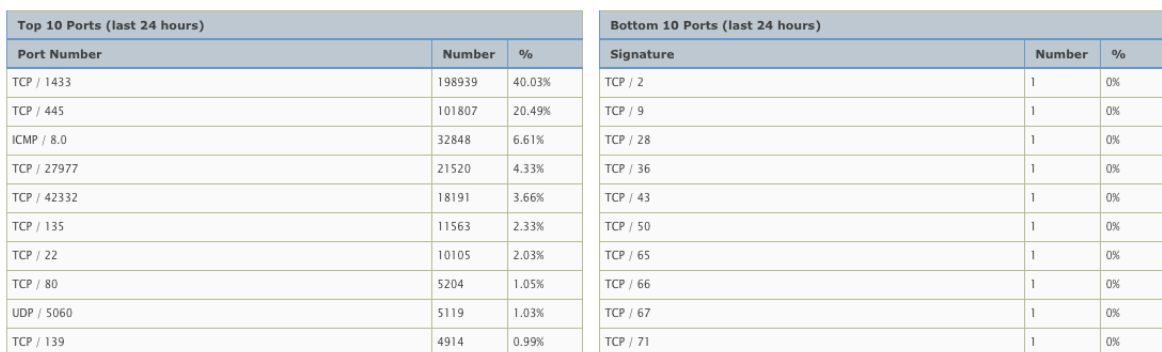 Top 10 Ports (last 24 hours)
Port Number Number %
TCP / 1433 198939 40.03%
TCP / 445 101807 20.49%
ICMP / 8.0 32848 6.61%
TCP / 27977 21520 4.33%
TCP / 42332 18191 3.66%
TCP / 135 11563 2.33%
TCP / 22 10105 2.03%
TCP / 80 5204 1.05%
UDP / 5060 5119 1.03%
TCP / 139 4914 0.99%
Bottom 10 Ports (last 24 hours)
Signature Number %
TCP / 2 1 0%
TCP / 9 1 0%
TCP / 28 1 0%
TCP / 36 1 0%
TCP / 43 1 0%
TCP / 50 1 0%
TCP / 65 1 0%
TCP / 66 1 0%
TCP / 67 1 0%
TCP / 71 1 0%